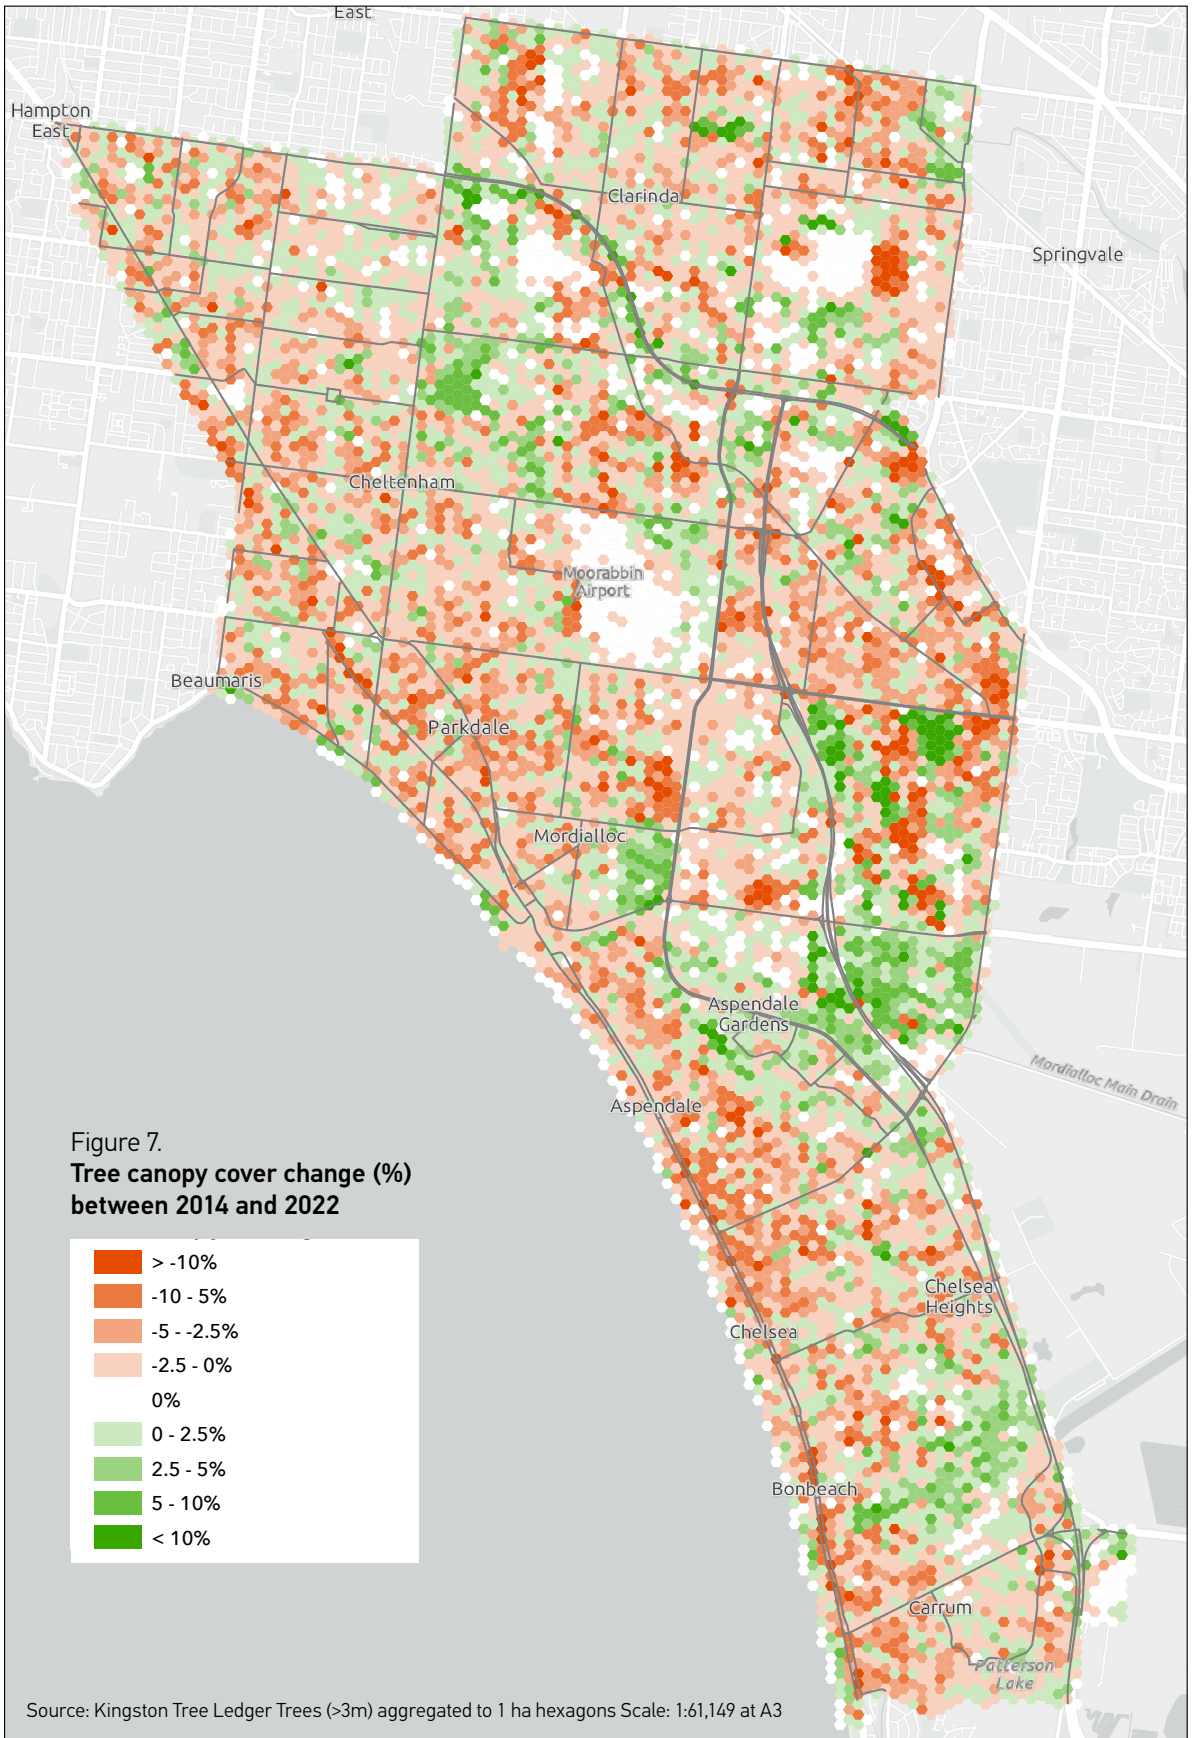 East
Hampton
East
Clarinda
Springvale
Cheltenham
Moorabbin
Airport
Beaumaris
Parkdale
Mordialloc
Aspendale
Gardens
Mordialloc Main Drain
Aspendale
Figure 7.
Tree canopy cover change (%)
between 2014 and 2022
> -10%
-10 - 5%
-5 - -2.5%
-2.5 - 0%
0%
0 - 2.5%
2.5 - 5%
5 - 10%
< 10%
Chelsea
Heights
Chelsea
Bonbeach
Carrum
Patterson
Lake
Source: Kingston Tree Ledger Trees (>3m) aggregated to 1 ha hexagons Scale: 1:61,149 at A3